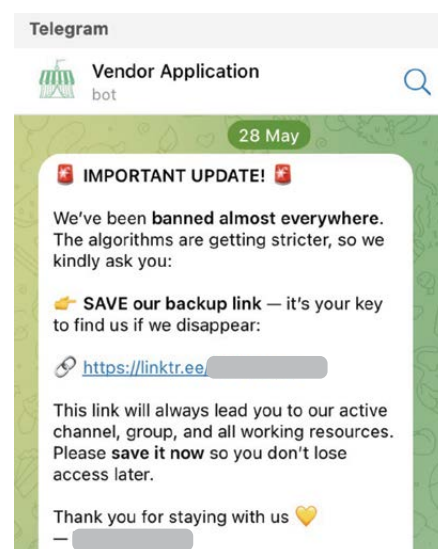 Telegram
Vendor Application
bot
28 May
🚨 IMPORTANT UPDATE! 🚨
We've been banned almost everywhere.
The algorithms are getting stricter, so we
kindly ask you:
👉 SAVE our backup link — it's your key
to find us if we disappear:
🔗 https://linktr.ee/
This link will always lead you to our active
channel, group, and all working resources.
Please save it now so you don't lose
access later.
Thank you for staying with us 💛
—